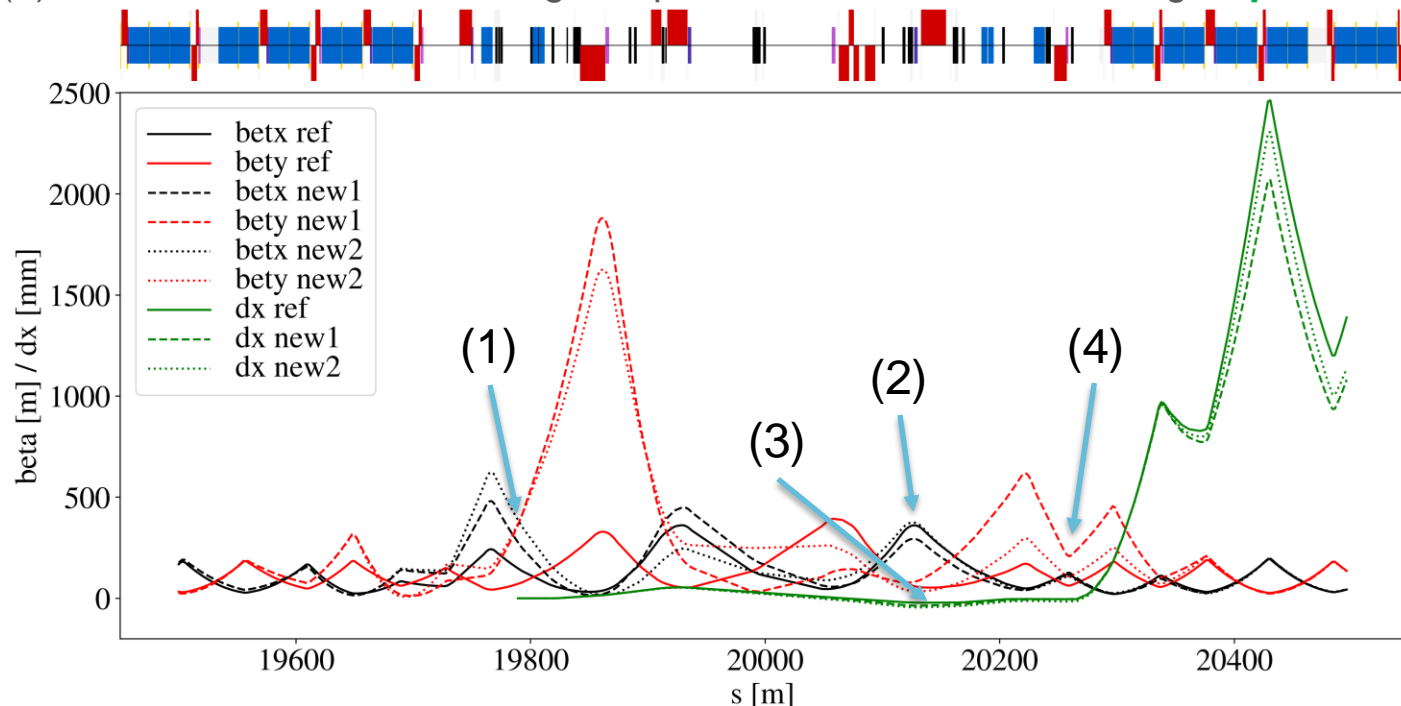 2500
2000
1500
1000
500
0
beta [m] / dx [mm]
betx ref
bety ref
betx new1
bety new1
betx new2
bety new2
dx ref
dx new1
dx new2
(1)
(2)
(3)
(4)
19600 19800 20000 20200 20400
s [m]